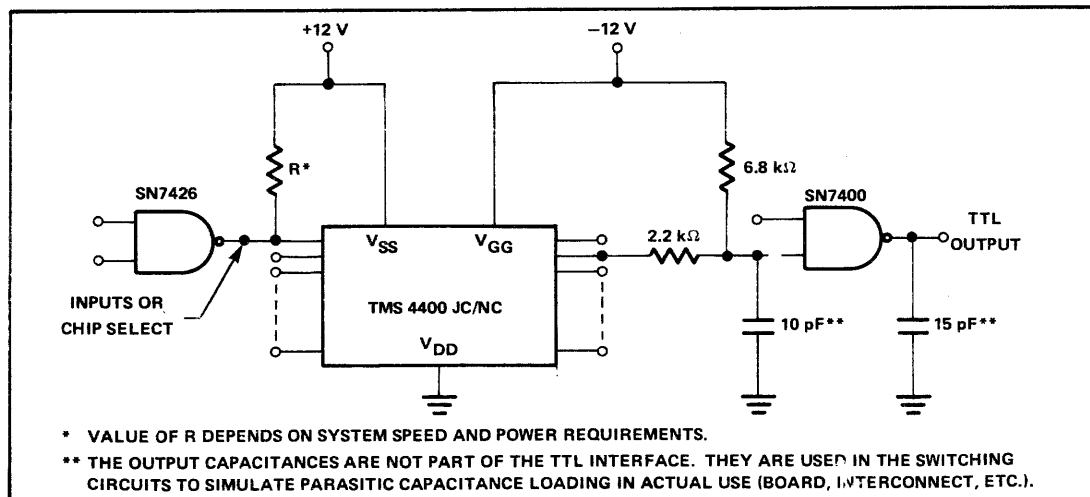 +12 V
−12 V
R*
6.8 kΩ
SN7426
SN7400
VSS
VGG
2.2 kΩ
TTL
OUTPUT
INPUTS OR
CHIP SELECT
TMS 4400 JC/NC
10 pF**
15 pF**
VDD
* VALUE OF R DEPENDS ON SYSTEM SPEED AND POWER REQUIREMENTS.
** THE OUTPUT CAPACITANCES ARE NOT PART OF THE TTL INTERFACE. THEY ARE USED IN THE SWITCHING
CIRCUITS TO SIMULATE PARASITIC CAPACITANCE LOADING IN ACTUAL USE (BOARD, INTERCONNECT, ETC.).